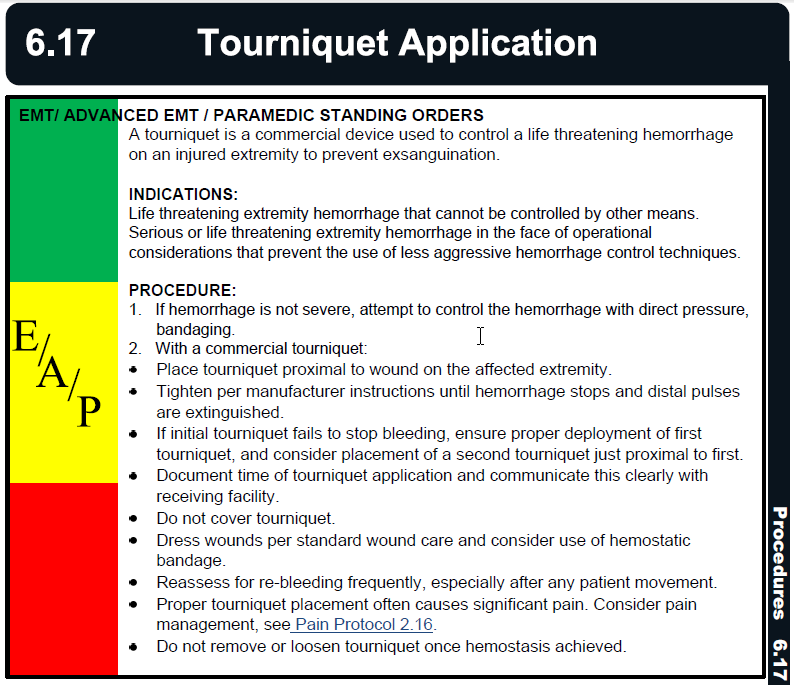 6.17 Tourniquet Application
EMT/ ADVANCED EMT / PARAMEDIC STANDING ORDERS
A tourniquet is a commercial device used to control a life threatening hemorrhage
on an injured extremity to prevent exsanguination.
INDICATIONS:
Life threatening extremity hemorrhage that cannot be controlled by other means.
Serious or life threatening extremity hemorrhage in the face of operational
considerations that prevent the use of less aggressive hemorrhage control techniques.
PROCEDURE:
1. If hemorrhage is not severe, attempt to control the hemorrhage with direct pressure,
bandaging.
2. With a commercial tourniquet:
• Place tourniquet proximal to wound on the affected extremity.
• Tighten per manufacturer instructions until hemorrhage stops and distal pulses
are extinguished.
• If initial tourniquet fails to stop bleeding, ensure proper deployment of first
tourniquet, and consider placement of a second tourniquet just proximal to first.
• Document time of tourniquet application and communicate this clearly with
receiving facility.
• Do not cover tourniquet.
• Dress wounds per standard wound care and consider use of hemostatic
bandage.
• Reassess for re-bleeding frequently, especially after any patient movement.
• Proper tourniquet placement often causes significant pain. Consider pain
management, see Pain Protocol 2.16.
• Do not remove or loosen tourniquet once hemostasis achieved.
E/A/P
Procedures 6.17